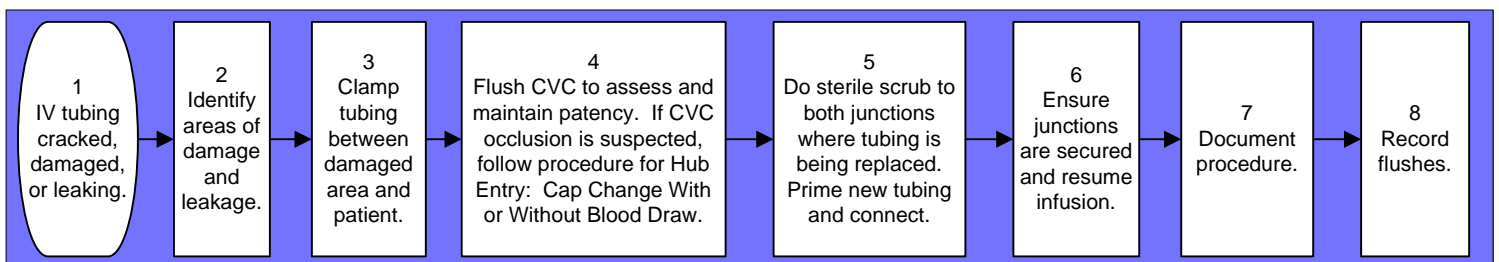 1
IV tubing
cracked,
damaged,
or leaking.
2
Identify
areas of
damage
and
leakage.
3
Clamp
tubing
between
damaged
area and
patient.
4
Flush CVC to assess and
maintain patency.  If CVC
occlusion is suspected,
follow procedure for Hub
Entry:  Cap Change With
or Without Blood Draw.
5
Do sterile scrub to
both junctions
where tubing is
being replaced.
Prime new tubing
and connect.
6
Ensure
junctions
are secured
and resume
infusion.
7
Document
procedure.
8
Record
flushes.